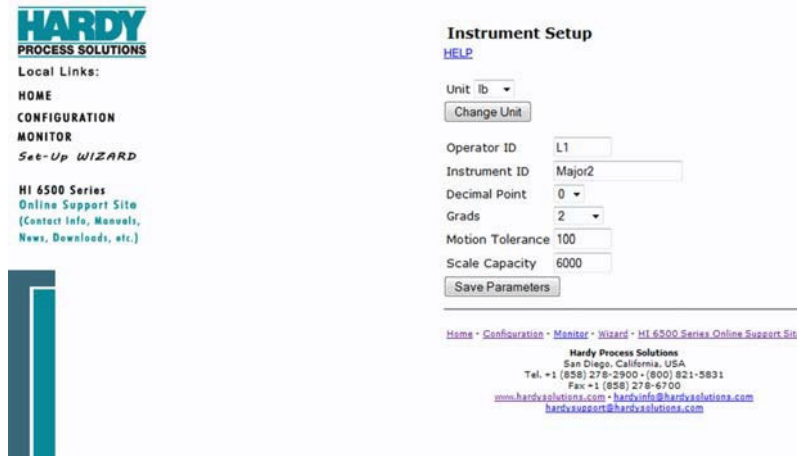 HARDY
PROCESS SOLUTIONS
Local Links:
HOME
CONFIGURATION
MONITOR
Set-Up WIZARD
HI 6500 Series
Online Support Site
(Contact Info, Manuals,
News, Downloads, etc.)
Instrument Setup
HELP
Unit lb
Change Unit
Operator ID L1
Instrument ID Major2
Decimal Point 0
Grads 2
Motion Tolerance 100
Scale Capacity 6000
Save Parameters
Home - Configuration - Monitor - Wizard - HI 6500 Series Online Support Sit
Hardy Process Solutions
San Diego, California, USA
Tel. +1 (858) 278-2900 - (800) 821-5831
Fax +1 (858) 278-6700
www.hardysolutions.com - hardyinfo@hardysolutions.com
hardysupport@hardysolutions.com